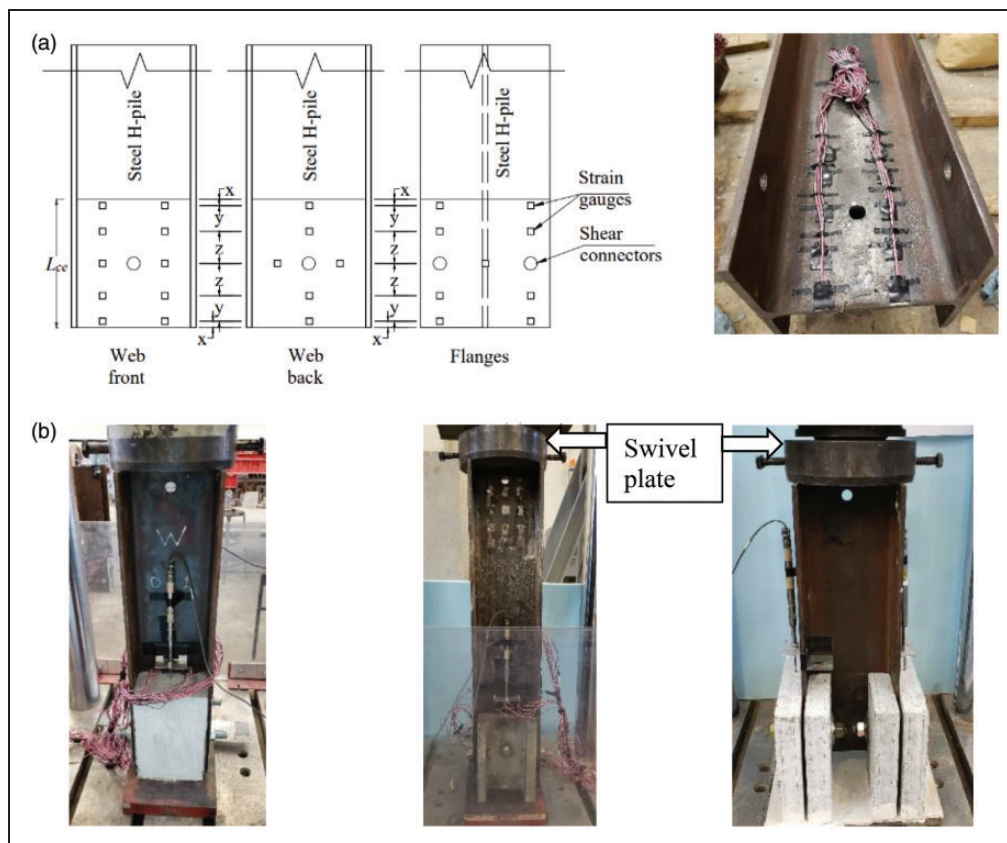 (a)
Steel H-pile
Steel H-pile
Steel H-pile
x
x
Strain
gauges
y
y
z
z
Shear
connectors
L_ce
z
z
y
y
x
x
Web
front
Web
back
Flanges
(b)
Swivel
plate
W